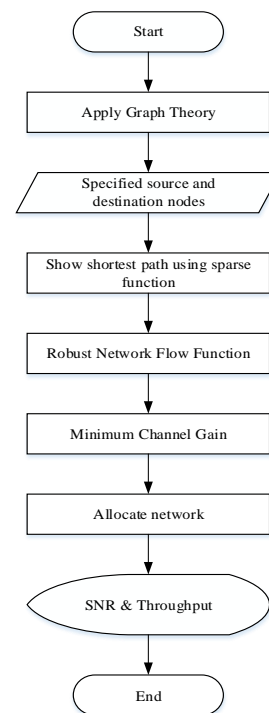 Start
Apply Graph Theory
Specified source and
destination nodes
Show shortest path using sparse
function
Robust Network Flow Function
Minimum Channel Gain
Allocate network
SNR & Throughput
End